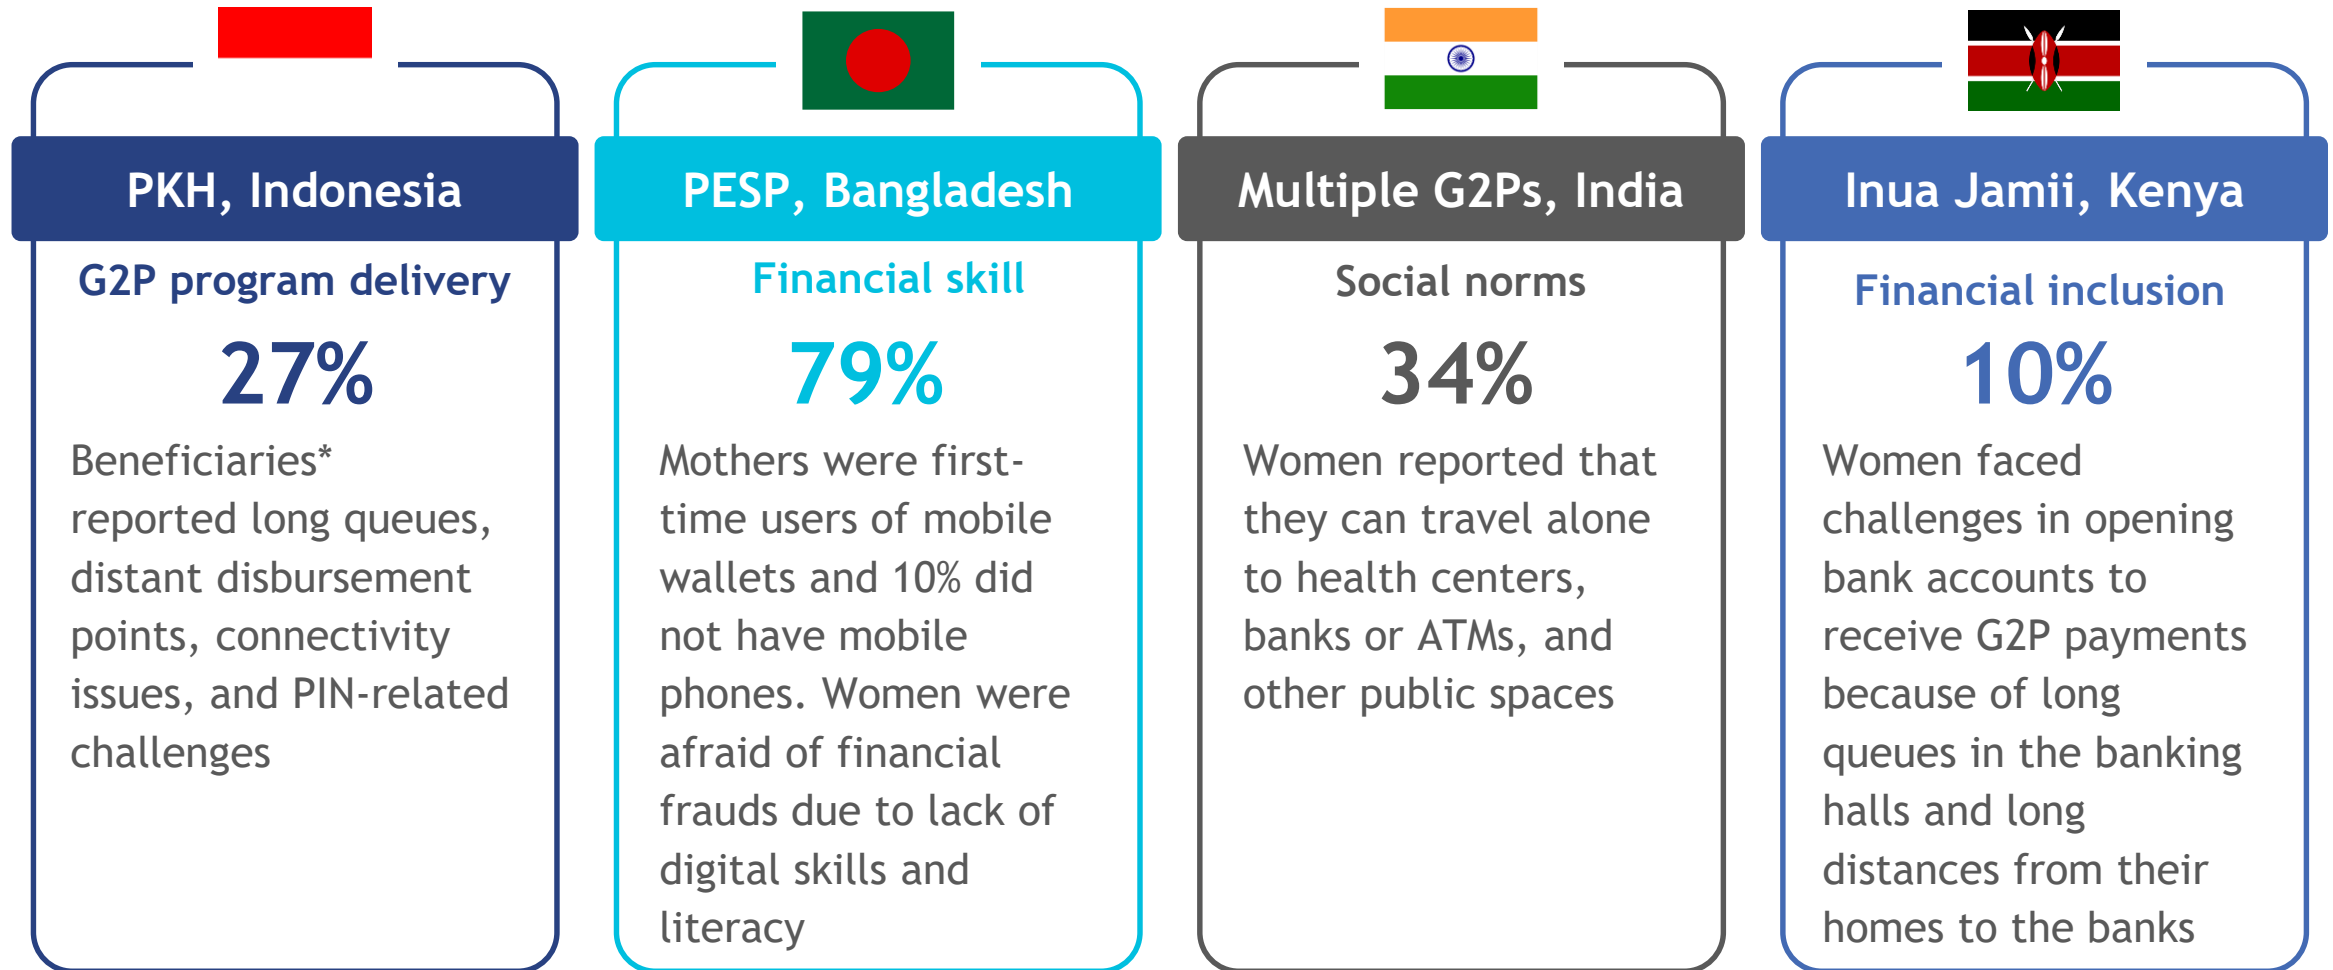 PKH, Indonesia
G2P program delivery
27%
Beneficiaries*
reported long queues,
distant disbursement
points, connectivity
issues, and PIN-related
challenges
PESP, Bangladesh
Financial skill
79%
Mothers were first-
time users of mobile
wallets and 10% did
not have mobile
phones. Women were
afraid of financial
frauds due to lack of
digital skills and
literacy
Multiple G2Ps, India
Social norms
34%
Women reported that
they can travel alone
to health centers,
banks or ATMs, and
other public spaces
Inua Jamii, Kenya
Financial inclusion
10%
Women faced
challenges in opening
bank accounts to
receive G2P payments
because of long
queues in the banking
halls and long
distances from their
homes to the banks